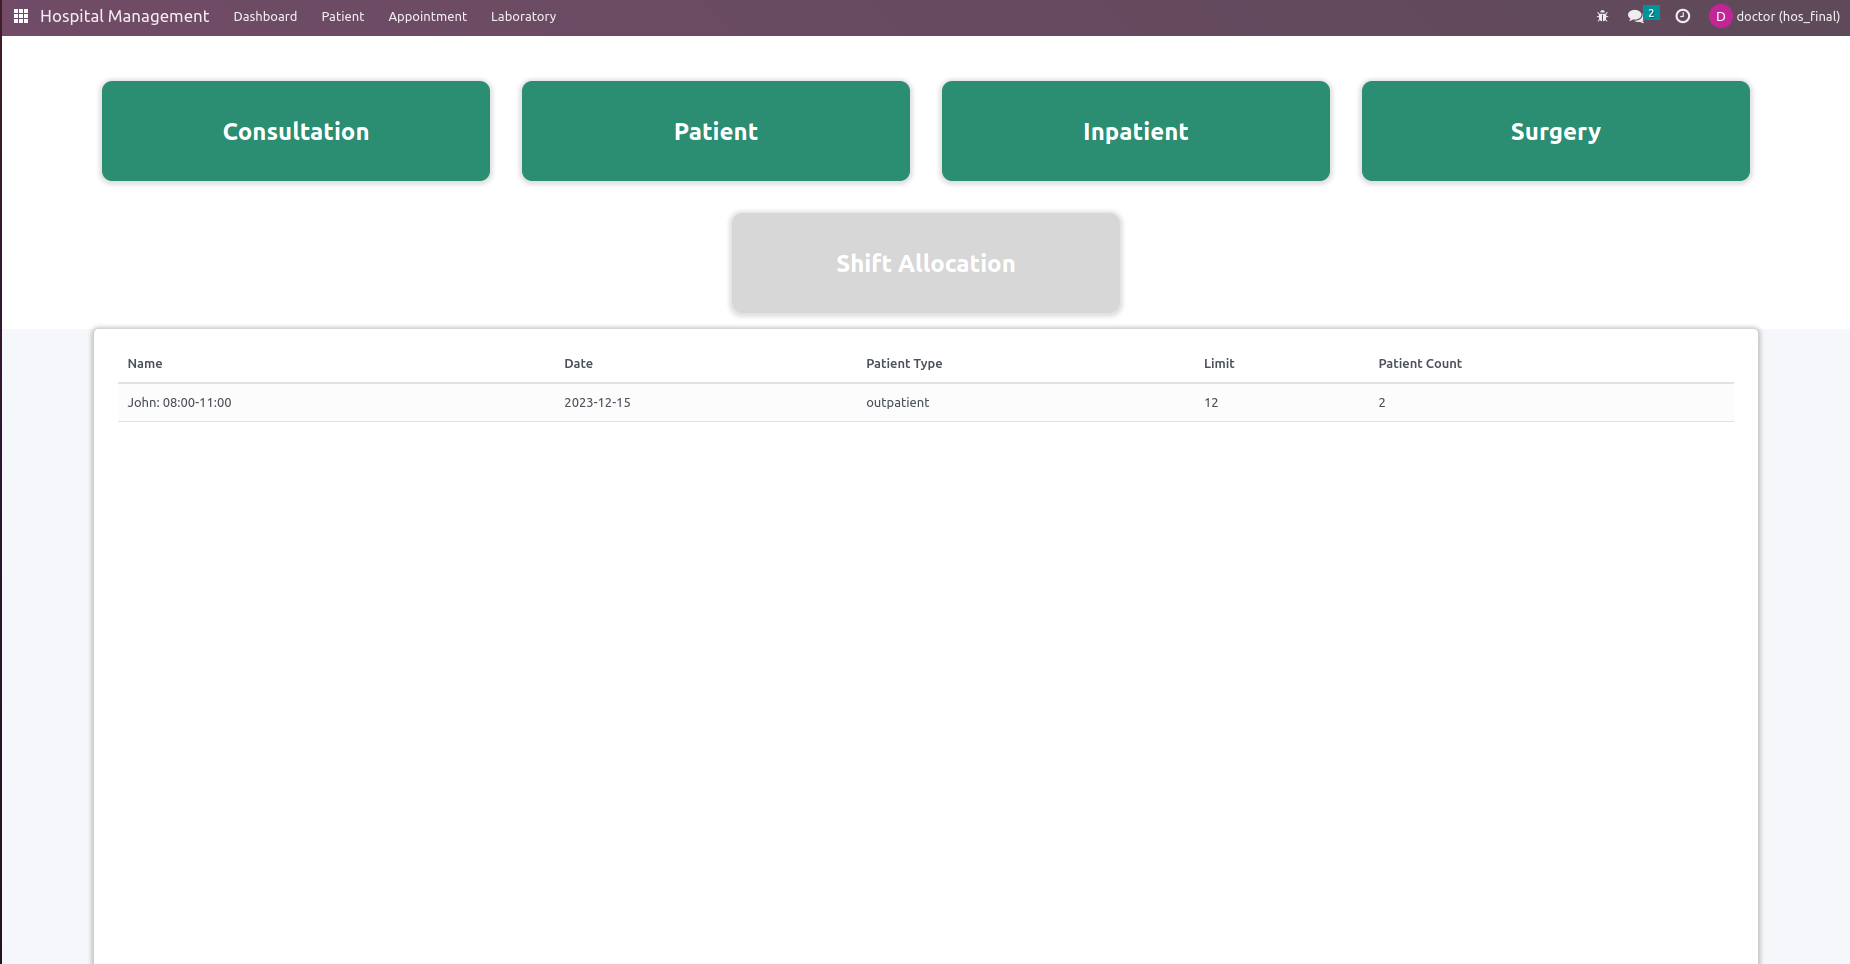 Hospital Management Dashboard Patient Appointment Laboratory 2 D doctor (hos_final)
Consultation Patient Inpatient Surgery
Shift Allocation
Name Date Patient Type Limit Patient Count
John: 08:00-11:00 2023-12-15 outpatient 12 2